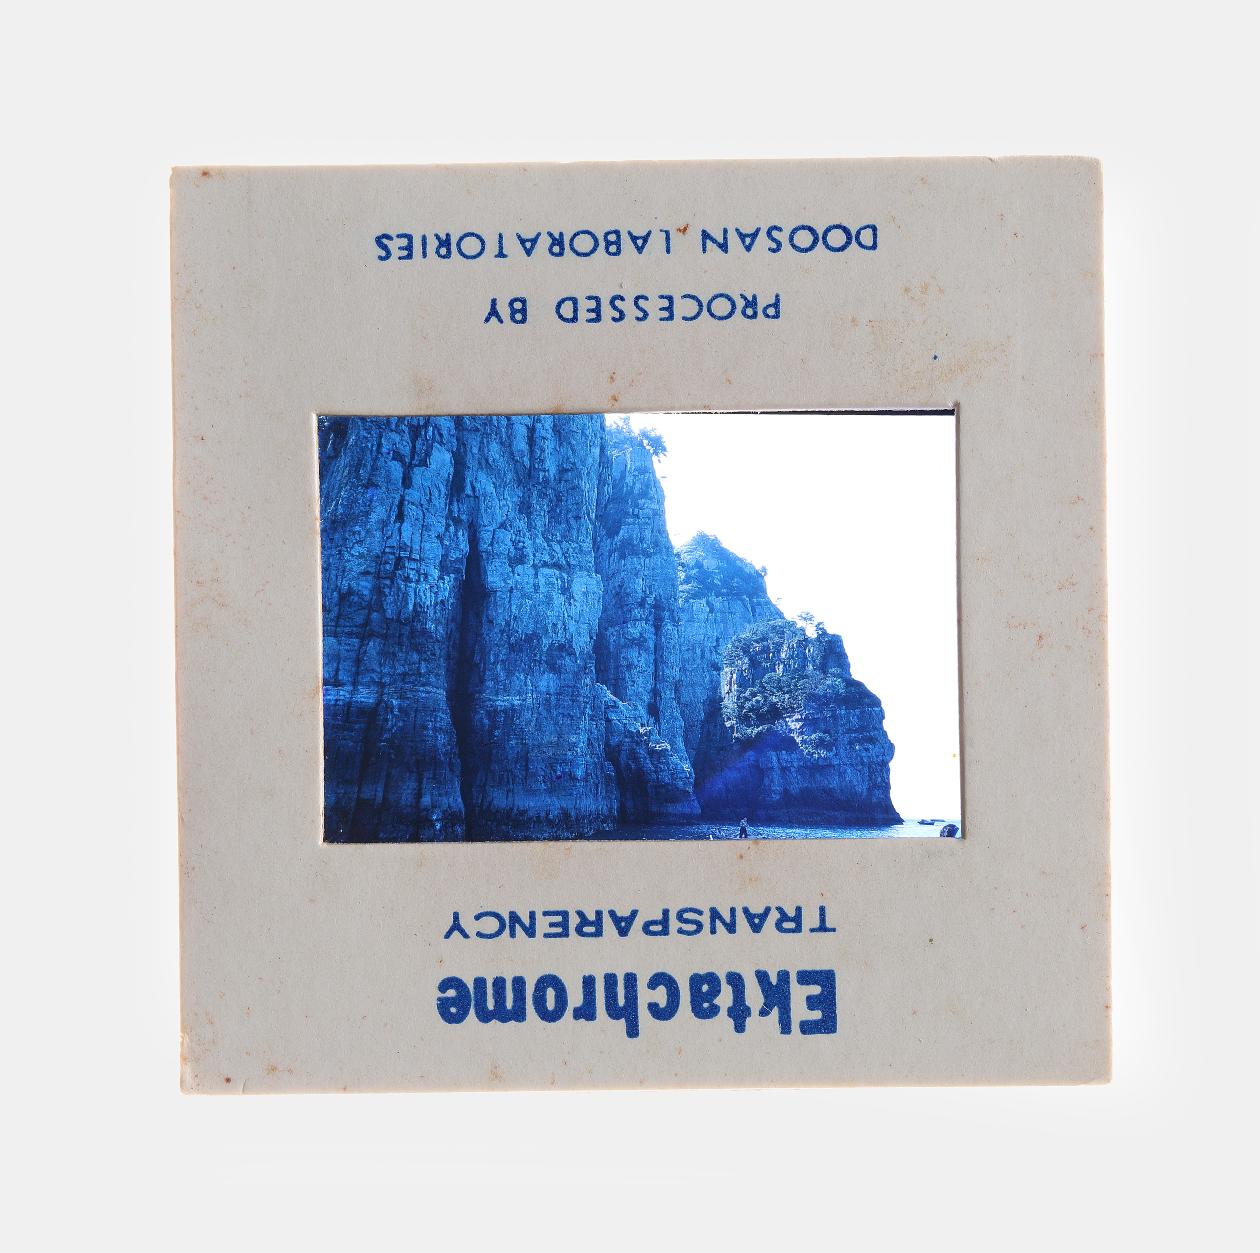 Ektachrome
TRANSPARENCY
PROCESSED BY
DOOSAN LABORATORIES